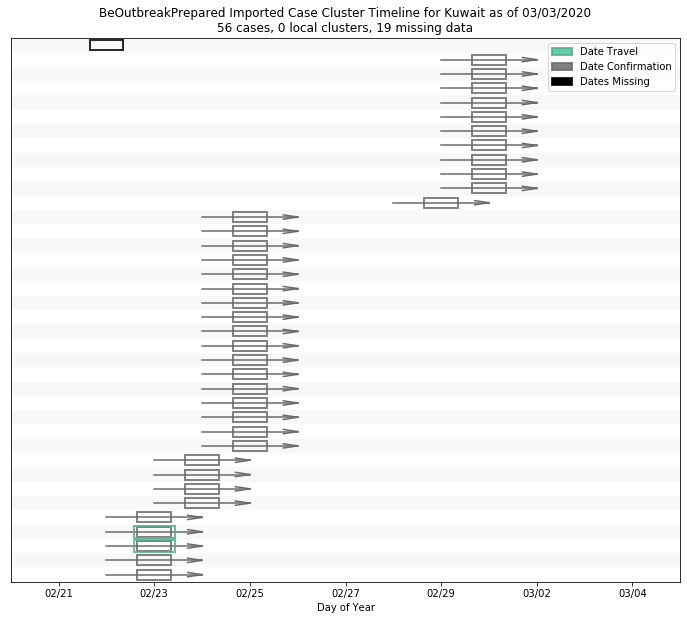 BeOutbreakPrepared Imported Case Cluster Timeline for Kuwait as of 03/03/2020
56 cases, 0 local clusters, 19 missing data
Date Travel
Date Confirmation
Dates Missing
02/21 02/23 02/25 02/27 02/29 03/02 03/04
Day of Year